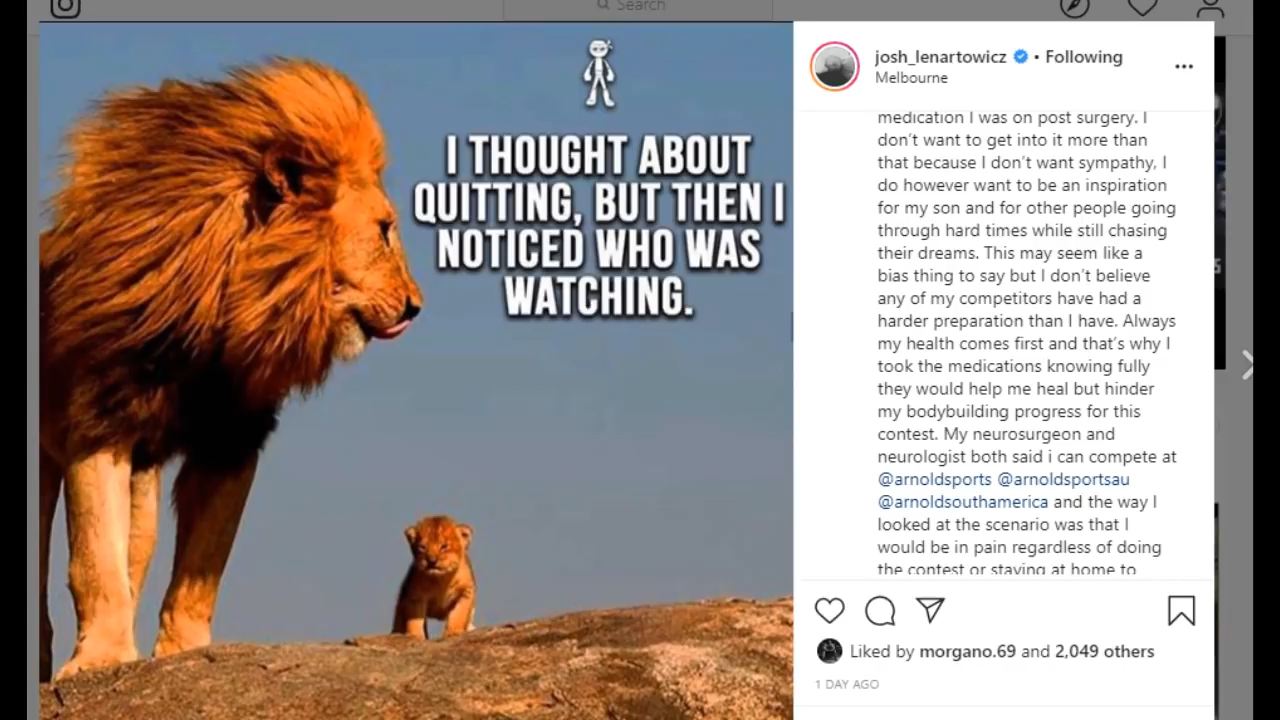 Search
I THOUGHT ABOUT
QUITTING, BUT THEN I
NOTICED WHO WAS
WATCHING.
josh_lenartowicz • Following
Melbourne
medication I was on post surgery. I
don't want to get into it more than
that because I don't want sympathy, I
do however want to be an inspiration
for my son and for other people going
through hard times while still chasing
their dreams. This may seem like a
bias thing to say but I don't believe
any of my competitors have had a
harder preparation than I have. Always
my health comes first and that's why I
took the medications knowing fully
they would help me heal but hinder
my bodybuilding progress for this
contest. My neurosurgeon and
neurologist both said i can compete at
@arnoldsports @arnoldsportsau
@arnoldsouthamerica and the way I
looked at the scenario was that I
would be in pain regardless of doing
the contest or staying at home to
Liked by morgano.69 and 2,049 others
1 DAY AGO